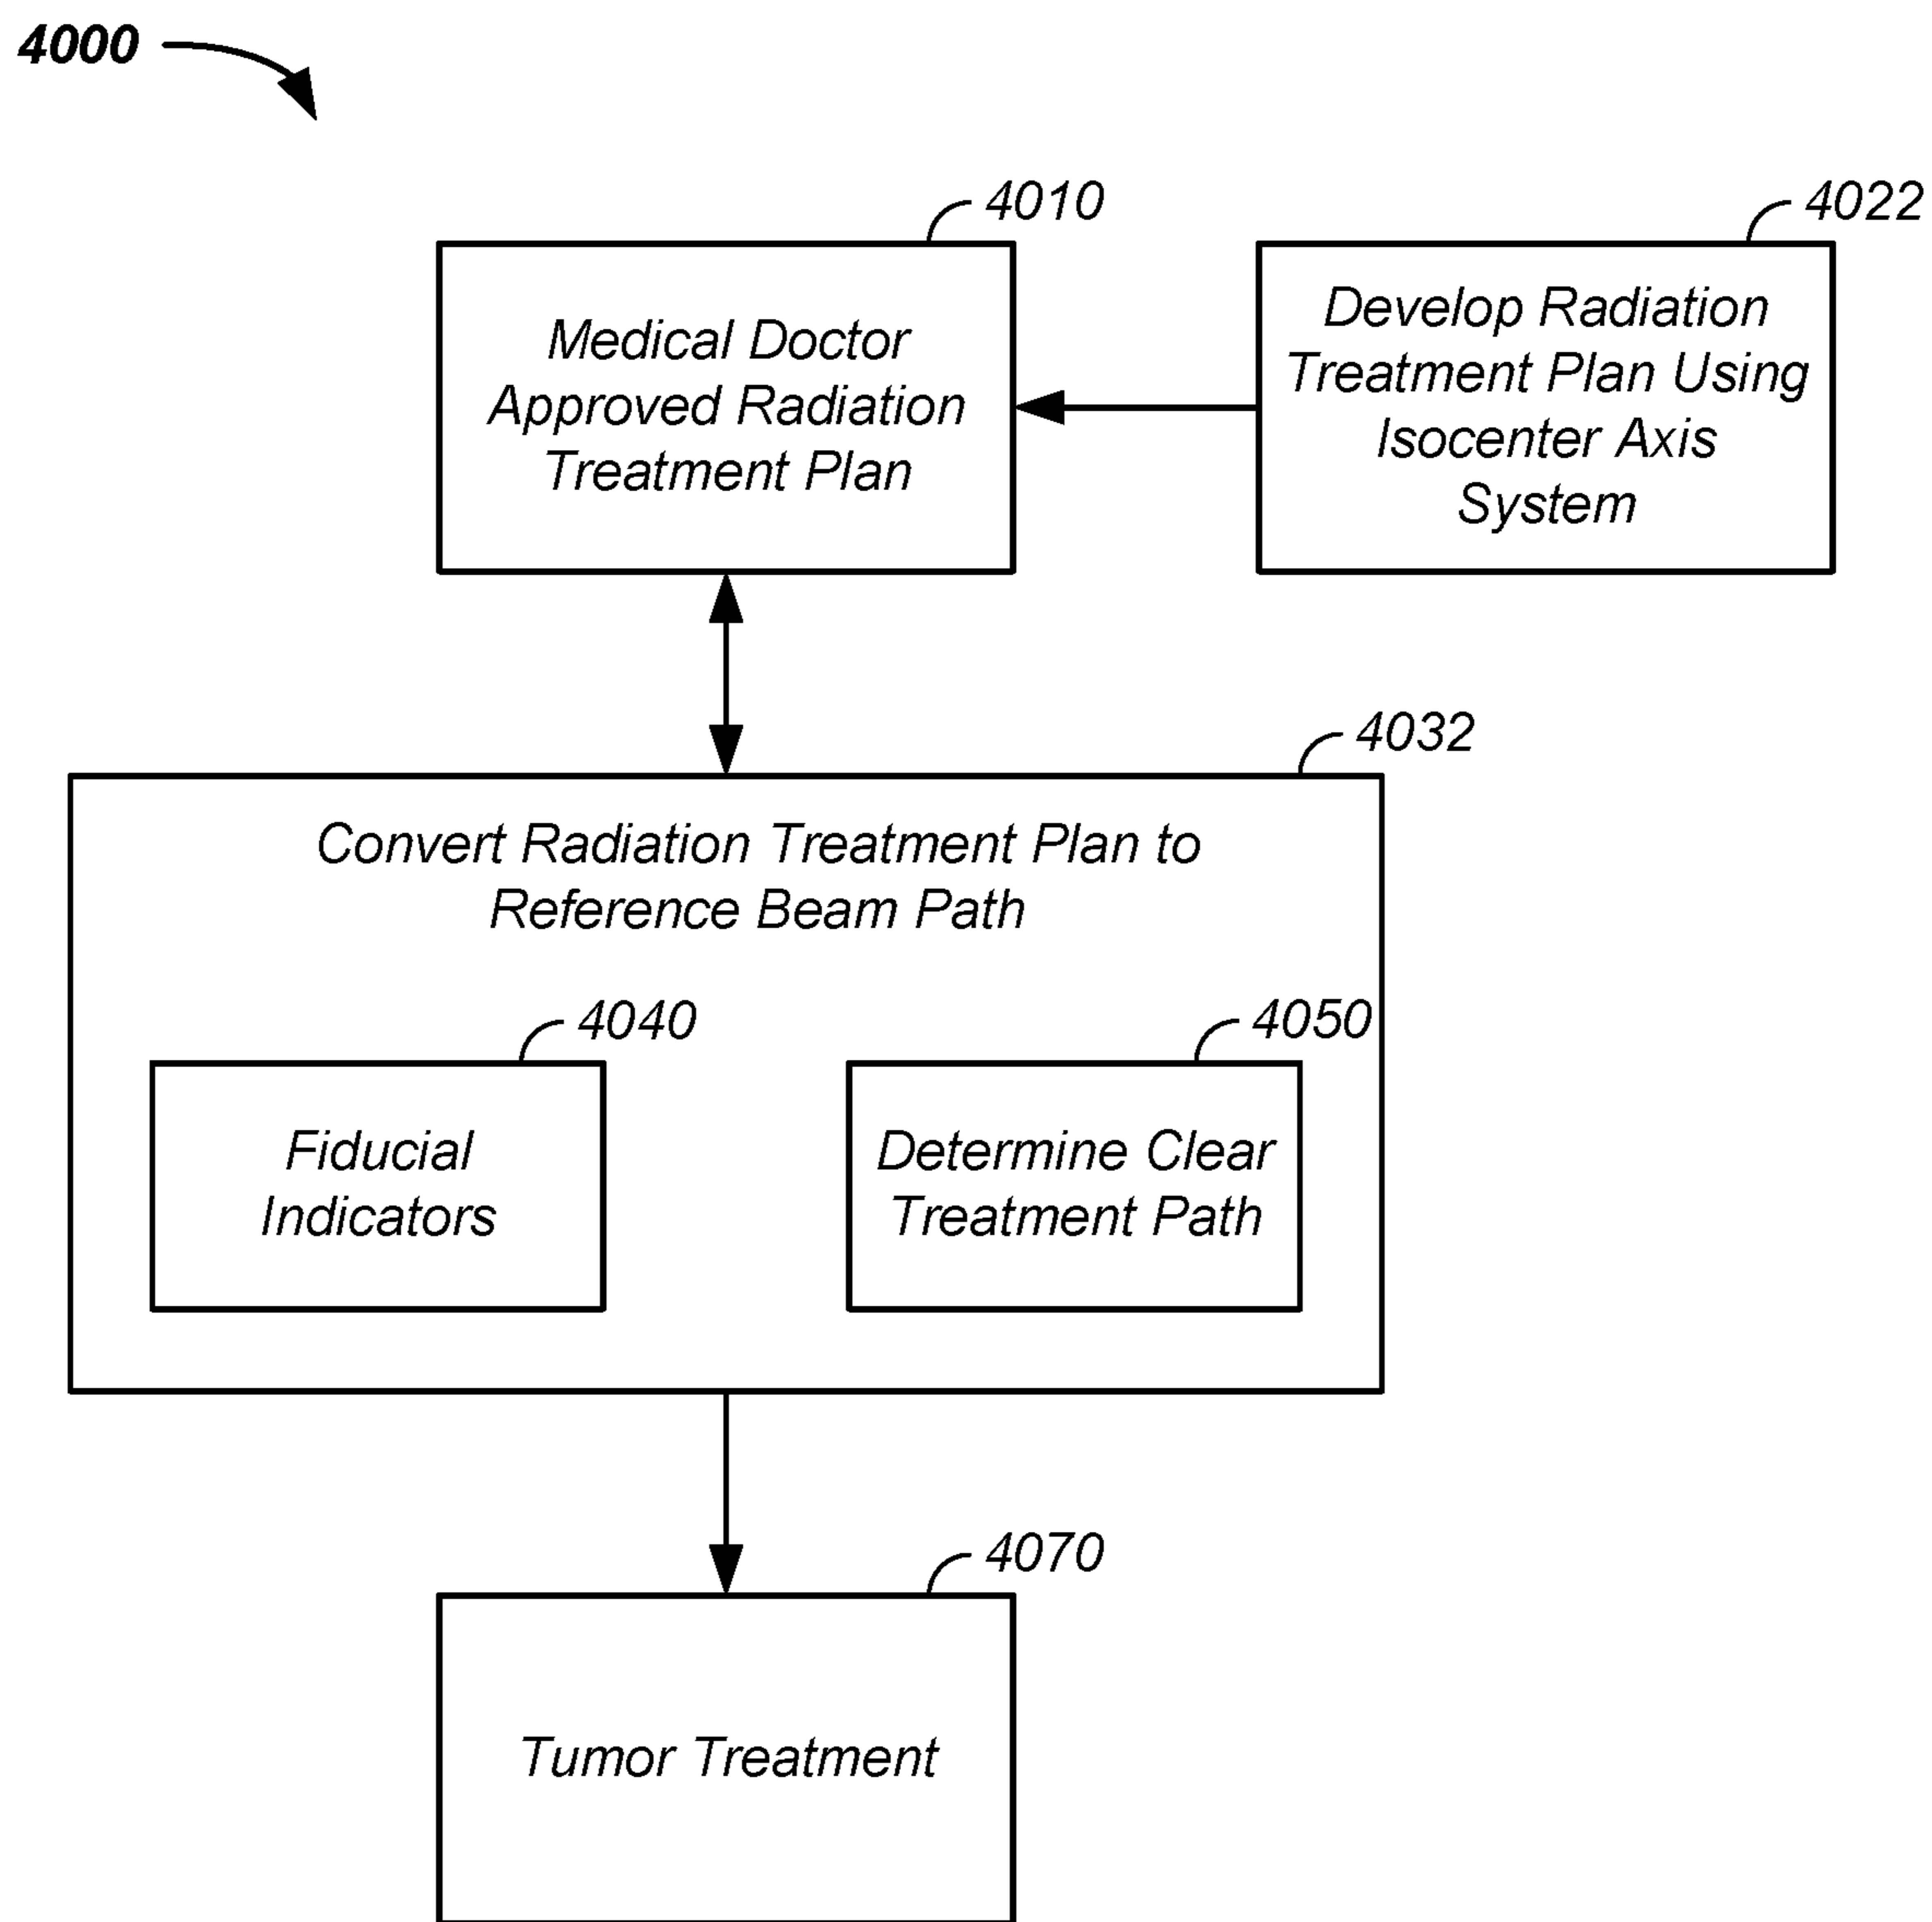 4000
4010
4022
Medical Doctor
Approved Radiation
Treatment Plan
Develop Radiation
Treatment Plan Using
Isocenter Axis
System
4032
Convert Radiation Treatment Plan to
Reference Beam Path
4040
4050
Fiducial
Indicators
Determine Clear
Treatment Path
4070
Tumor Treatment